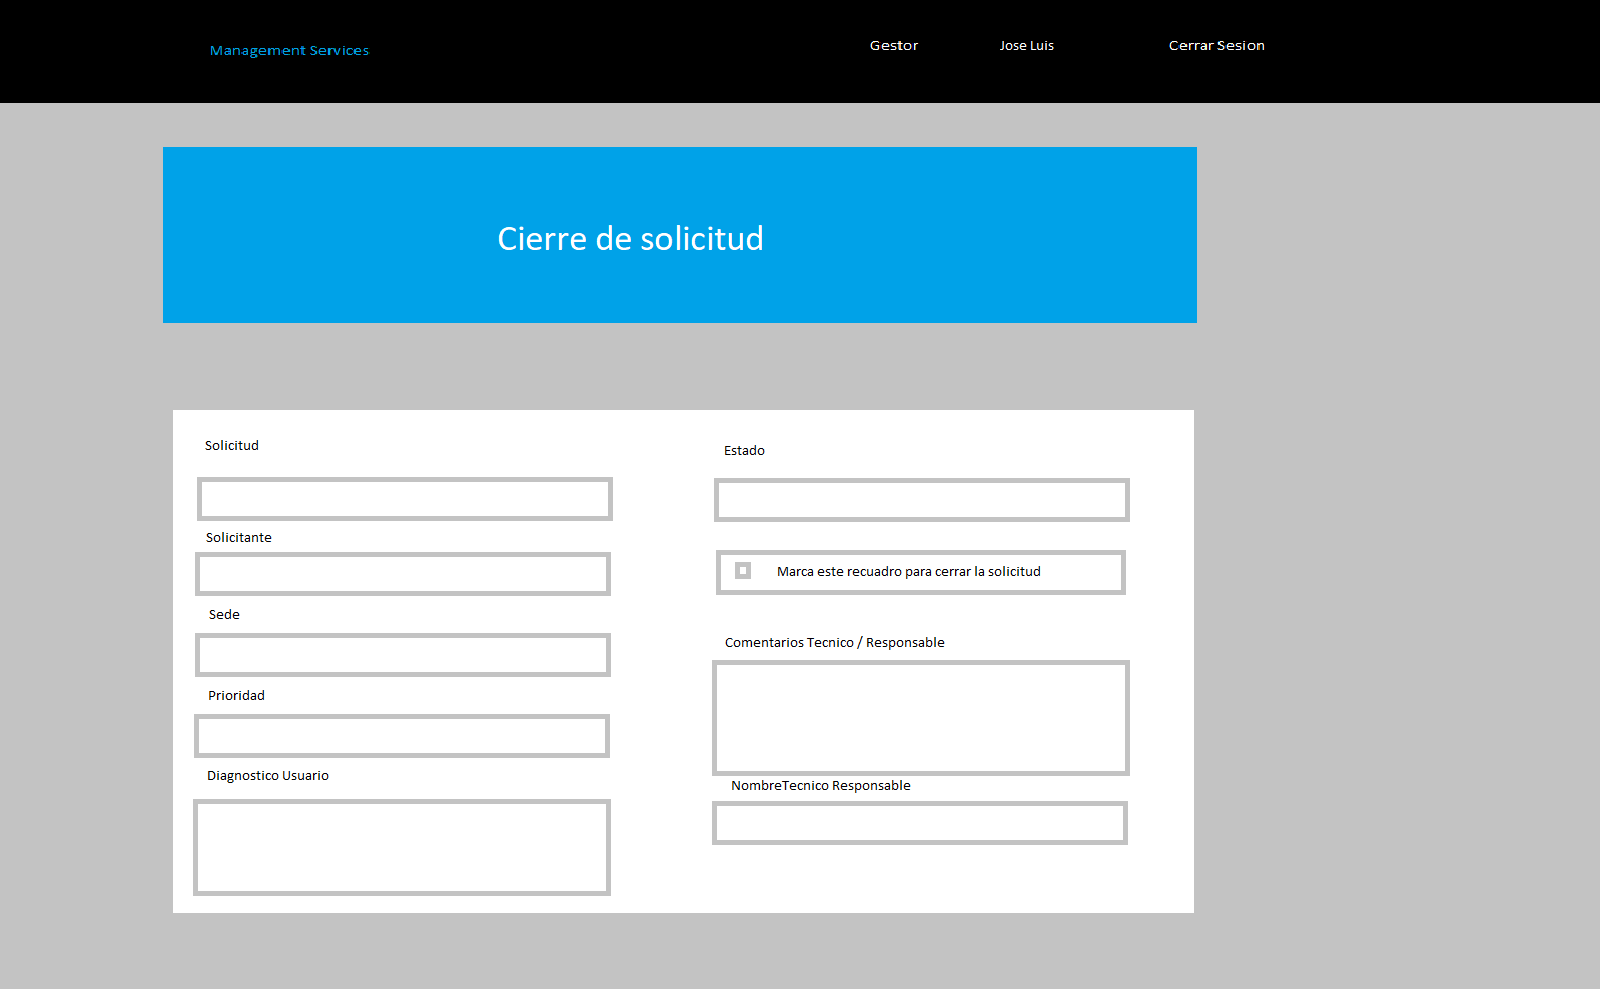 Management Services
Gestor
Jose Luis
Cerrar Sesion
Cierre de solicitud
Solicitud
Solicitante
Sede
Prioridad
Diagnostico Usuario
Estado
Marca este recuadro para cerrar la solicitud
Comentarios Tecnico / Responsable
NombreTecnico Responsable